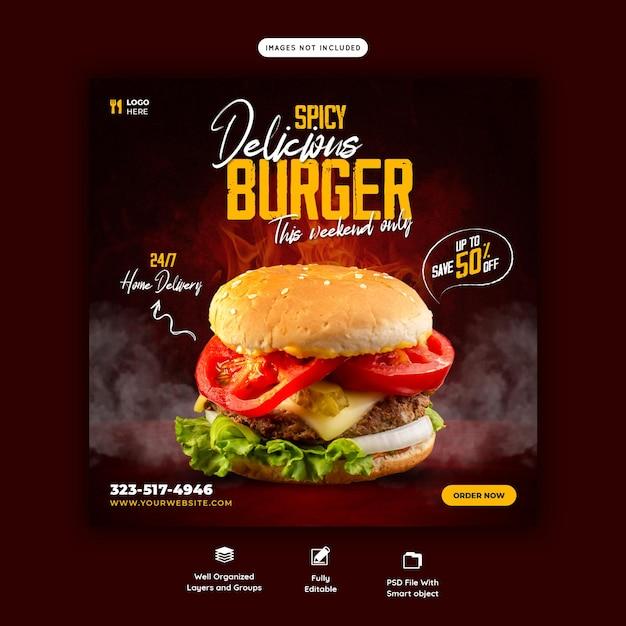 IMAGES NOT INCLUDED
LOGO
HERE
SPICY
Delicious
BURGER
This weekend only
24/7
Home Delivery
UP TO
SAVE 50% OFF
323-517-4946
WWW.YOURWEBSITE.COM
ORDER NOW
Well Organized
Layers and Groups
Fully
Editable
PSD File With
Smart object